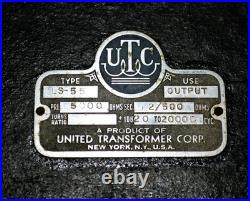 UTC
TYPE USE
LS-55 OUTPUT
PRI. 5000 OHMS SEC. .2/500 OHMS
TURNS RATIO ±1DB 20 TO 20000 CYC
A PRODUCT OF
UNITED TRANSFORMER CORP.
NEW YORK, N.Y., U.S.A.